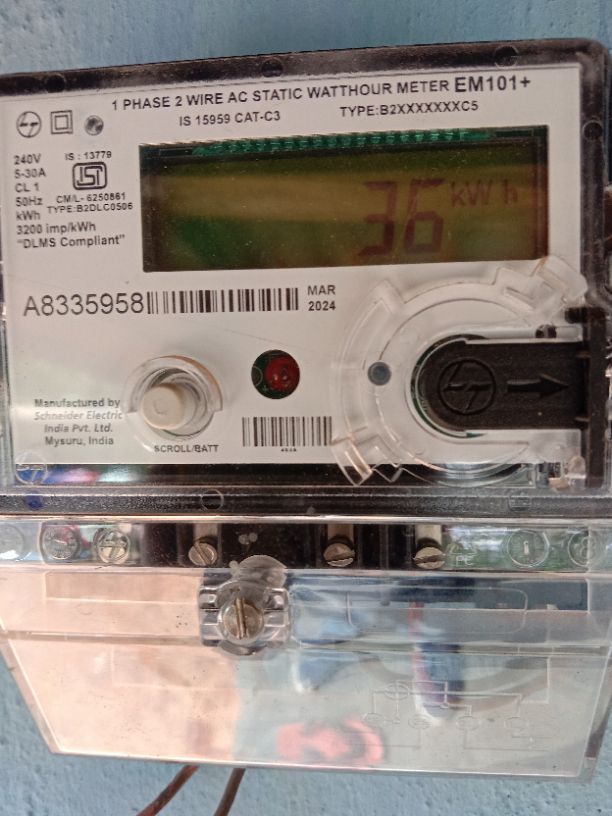 1 PHASE 2 WIRE AC STATIC WATTHOUR METER EM101+
IS 15959 CAT-C3 TYPE:B2XXXXXXXC5
240V
5-30A
CL 1
50Hz
kWh
3200 imp/kWh
"DLMS Compliant"
IS : 13779
ISI
CM/L- 6250861
TYPE:B2DLC0506
36 kWh
A8335958
MAR
2024
Manufactured by
Schneider Electric
India Pvt. Ltd.
Mysuru, India
SCROLL/BATT